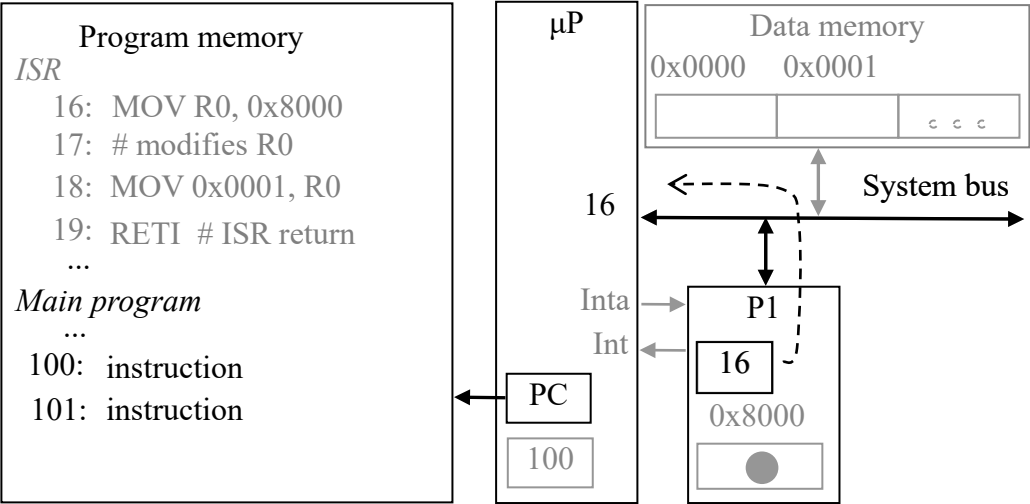 Program memory
ISR
16: MOV R0, 0x8000
17: # modifies R0
18: MOV 0x0001, R0
19: RETI # ISR return
...
Main program
...
100: instruction
101: instruction
μP
16
Inta
Int
PC
100
Data memory
0x0000 0x0001
System bus
P1
16
0x8000